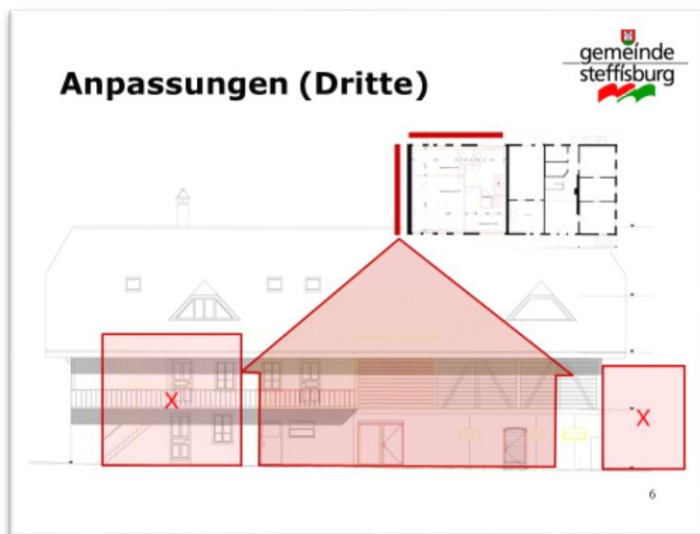 gemeinde
steffisburg
Anpassungen (Dritte)
X
X
6